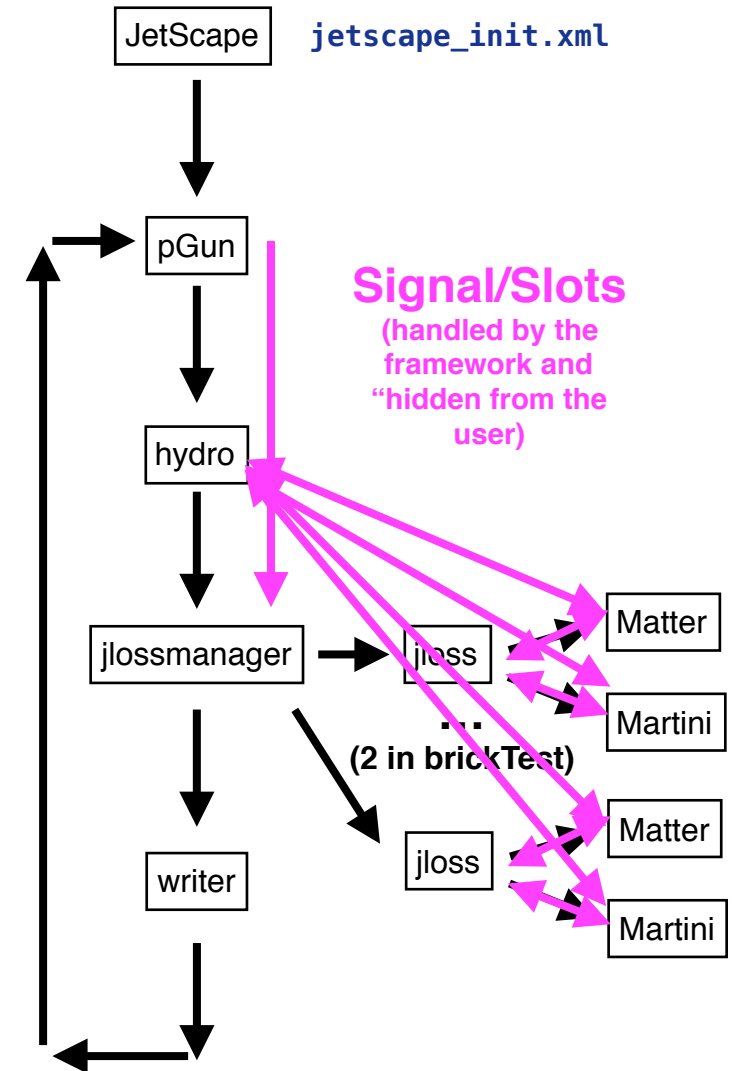 JetScape
jetscape_init.xml
pGun
Signal/Slots
(handled by the
framework and
“hidden from the
user)
hydro
jlossmanager
jloss
Matter
Martini
...
(2 in brickTest)
Matter
jloss
writer
Martini